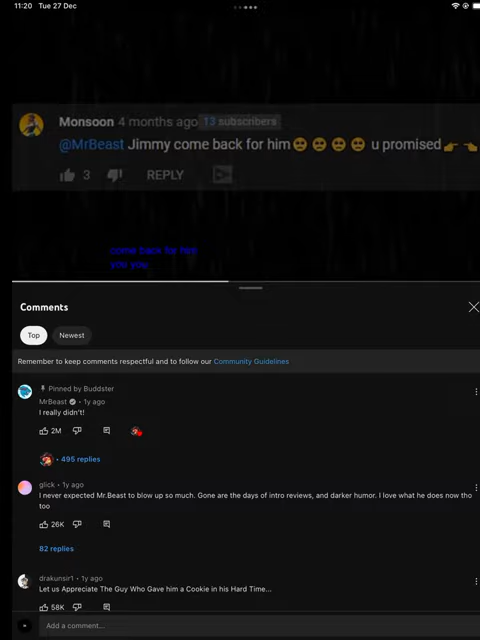 11:20 Tue 27 Dec
Monsoon 4 months ago 13 subscribers
@MrBeast Jimmy come back for him😔😔😔😔 u promised👉👈
3 REPLY
come back for him
you you
Comments
Top Newest
Remember to keep comments respectful and to follow our Community Guidelines
Pinned by Buddster
MrBeast • 1y ago
I really didn't!
2M
• 495 replies
glick • 1y ago
I never expected Mr.Beast to blow up so much. Gone are the days of intro reviews, and darker humor. I love what he does now tho
too
26K
82 replies
drakunsir1 • 1y ago
Let us Appreciate The Guy Who Gave him a Cookie in his Hard Time...
58K
Add a comment...